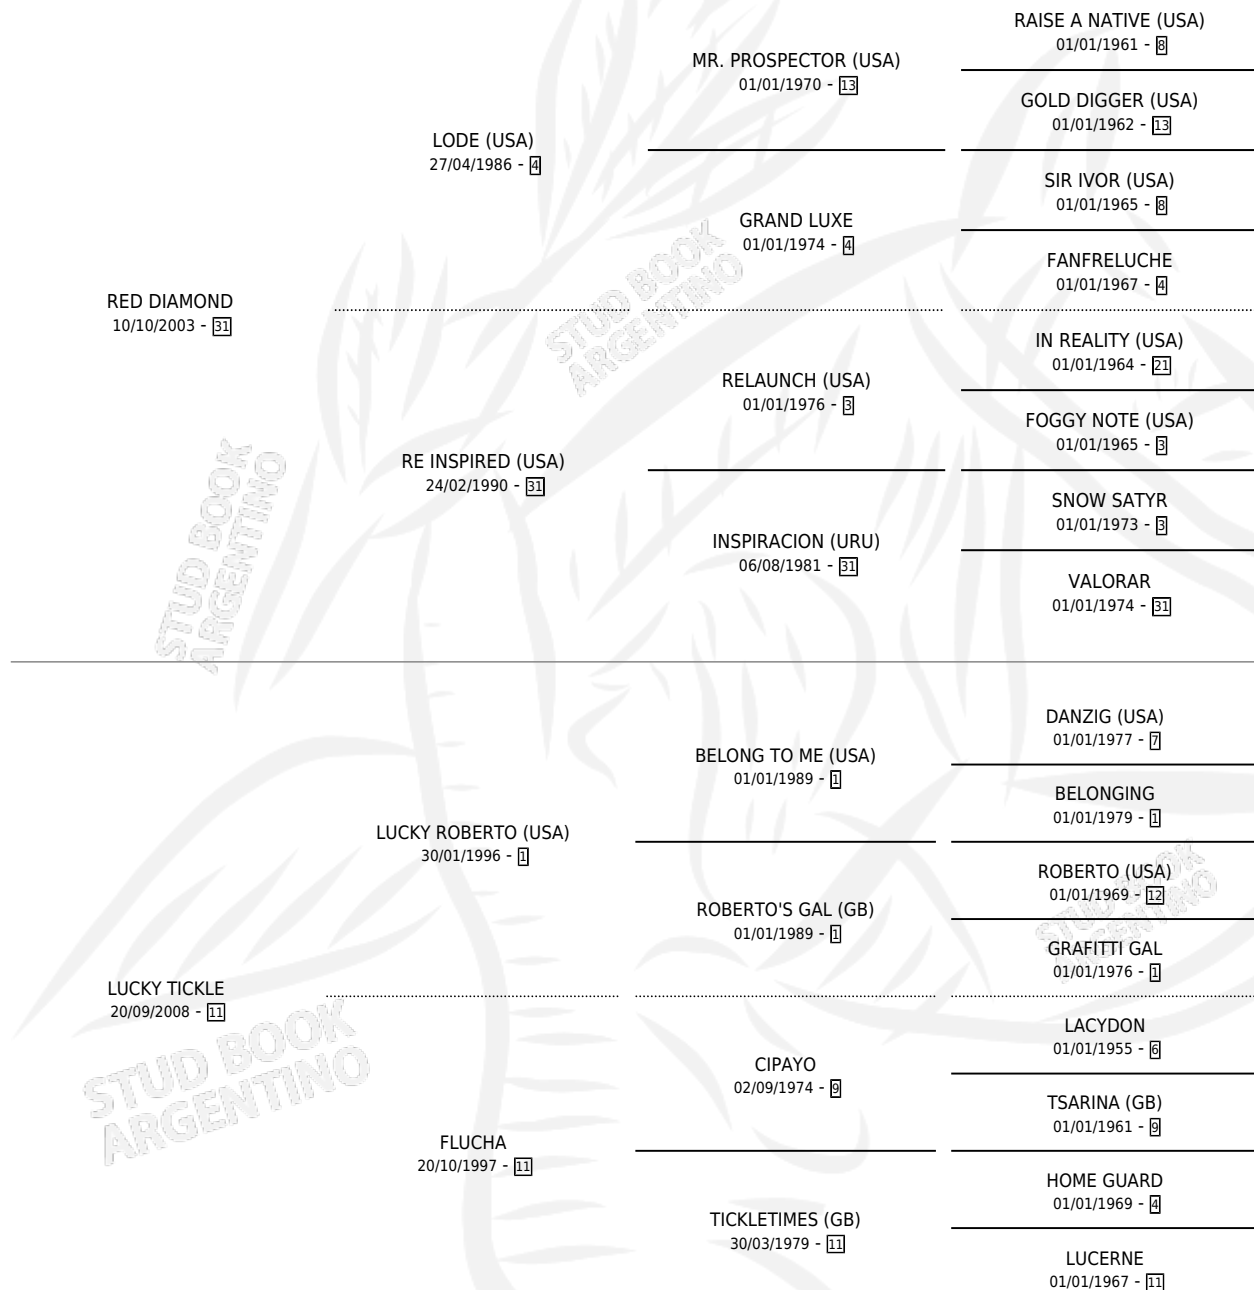 RAISE A NATIVE (USA)
01/01/1961 - 8
MR. PROSPECTOR (USA)
01/01/1970 - 13
GOLD DIGGER (USA)
01/01/1962 - 13
LODE (USA)
27/04/1986 - 4
SIR IVOR (USA)
01/01/1965 - 8
GRAND LUXE
01/01/1974 - 4
FANFRELUCHE
01/01/1967 - 4
RED DIAMOND
10/10/2003 - 31
IN REALITY (USA)
01/01/1964 - 21
RELAUNCH (USA)
01/01/1976 - 3
FOGGY NOTE (USA)
01/01/1965 - 3
RE INSPIRED (USA)
24/02/1990 - 31
SNOW SATYR
01/01/1973 - 3
INSPIRACION (URU)
06/08/1981 - 31
VALORAR
01/01/1974 - 31
DANZIG (USA)
01/01/1977 - 7
BELONG TO ME (USA)
01/01/1989 - 1
BELONGING
01/01/1979 - 1
LUCKY ROBERTO (USA)
30/01/1996 - 1
ROBERTO (USA)
01/01/1969 - 12
ROBERTO'S GAL (GB)
01/01/1989 - 1
GRAFITTI GAL
01/01/1976 - 1
LUCKY TICKLE
20/09/2008 - 11
LACYDON
01/01/1955 - 6
CIPAYO
02/09/1974 - 9
TSARINA (GB)
01/01/1961 - 9
FLUCHA
20/10/1997 - 11
HOME GUARD
01/01/1969 - 4
TICKLETIMES (GB)
30/03/1979 - 11
LUCERNE
01/01/1967 - 11
STUD BOOK
ARGENTINO
STUD BOOK
ARGENTINO
STUD BOOK
ARGENTINO
STUD BOOK
ARGENTINO